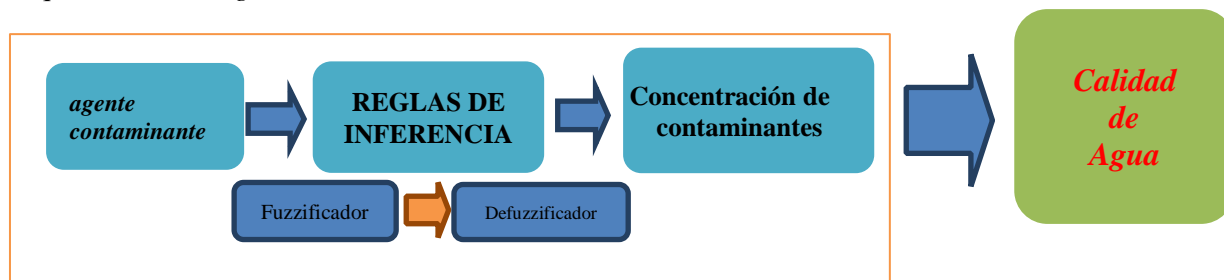 agente
contaminante
REGLAS DE
INFERENCIA
Concentración de
contaminantes
Calidad
de
Agua
Fuzzificador
Defuzzificador